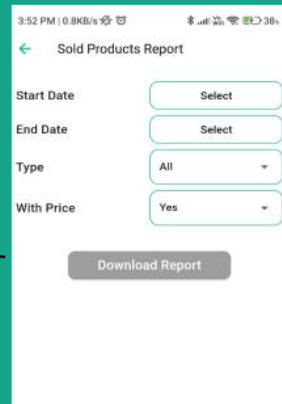 3:52 PM | 0.8KB/s
38%
Sold Products Report
Start Date Select
End Date Select
Type All
With Price Yes
Download Report